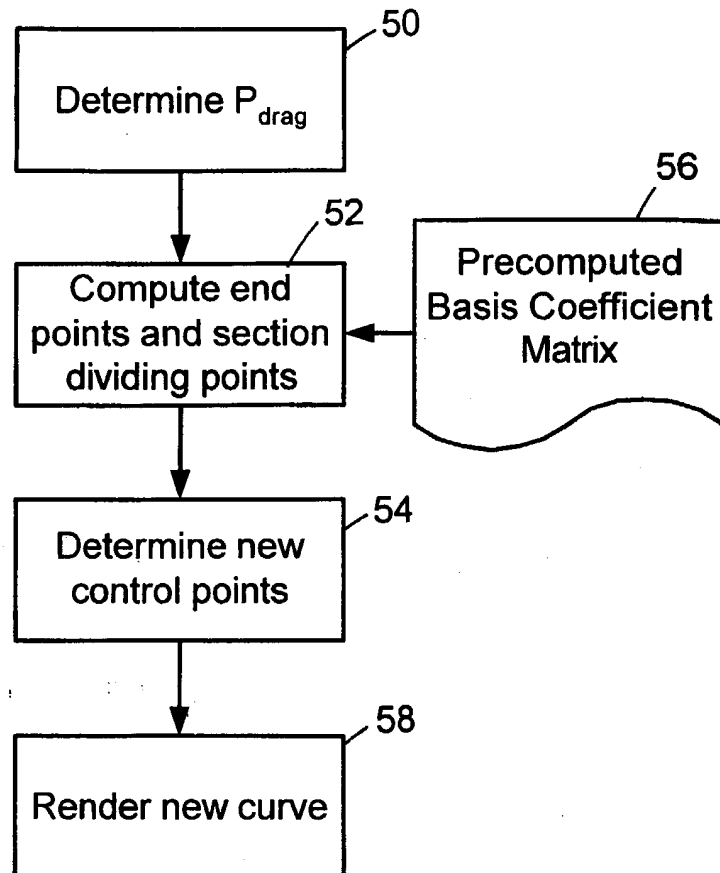 50
Determine P_drag
52
56
Compute end
points and section
dividing points
Precomputed
Basis Coefficient
Matrix
54
Determine new
control points
58
Render new curve